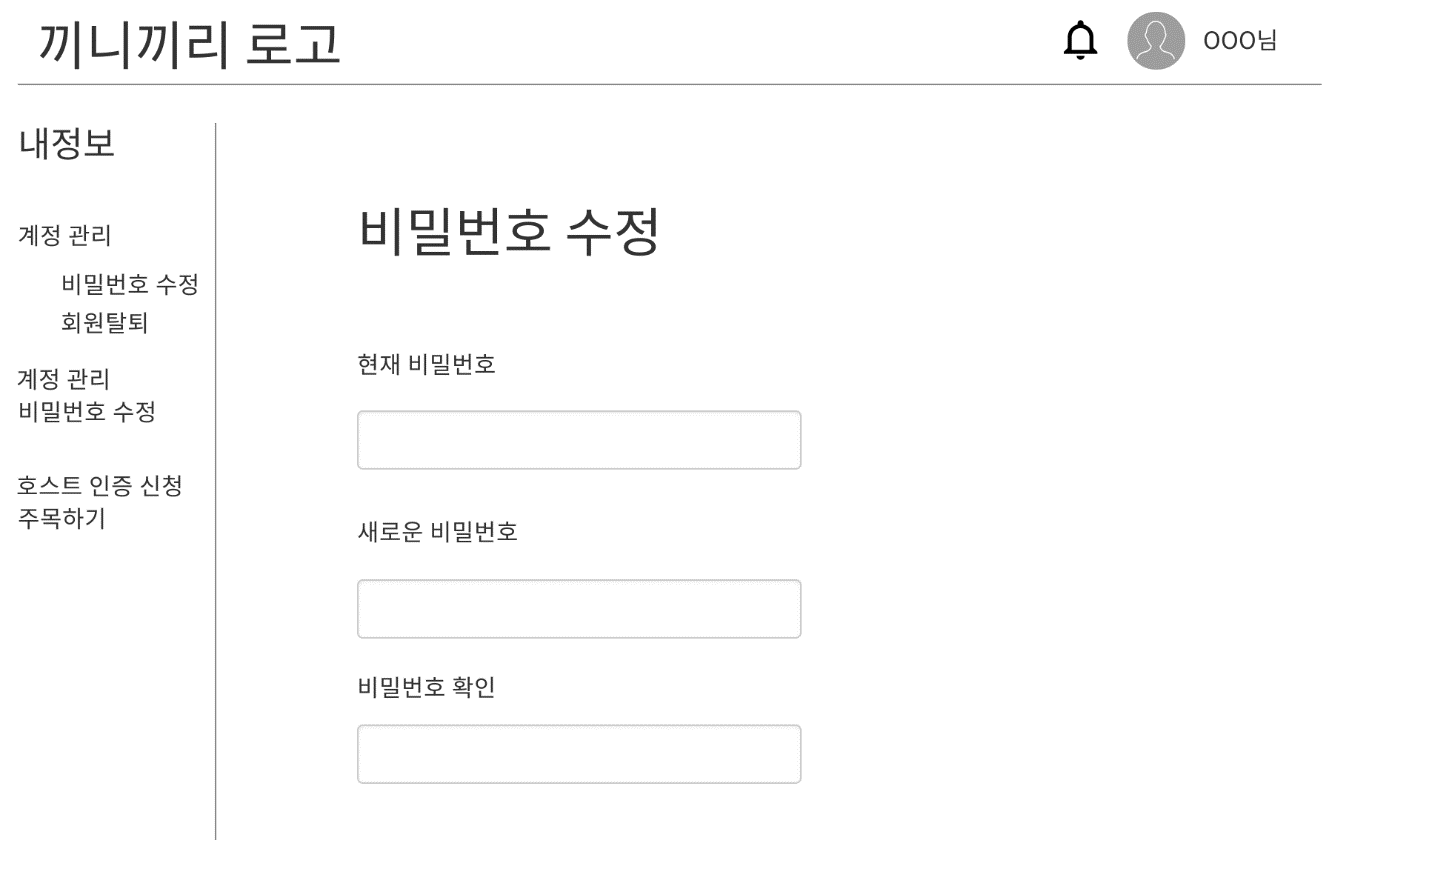 끼니끼리 로고
OOO님
내정보
계정 관리
비밀번호 수정
회원탈퇴
계정 관리
비밀번호 수정
호스트 인증 신청
주목하기
비밀번호 수정
현재 비밀번호
새로운 비밀번호
비밀번호 확인